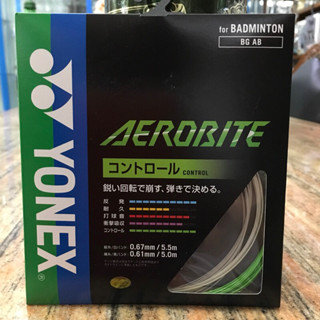 for BADMINTON
BG AB
YONEX®
AEROBITE
コントロール CONTROL
鋭い回転で崩す、弾きで決める。
反発
耐久
打球音
衝撃吸収
コントロール
0.67mm / 5.5m
0.61mm / 5.0m